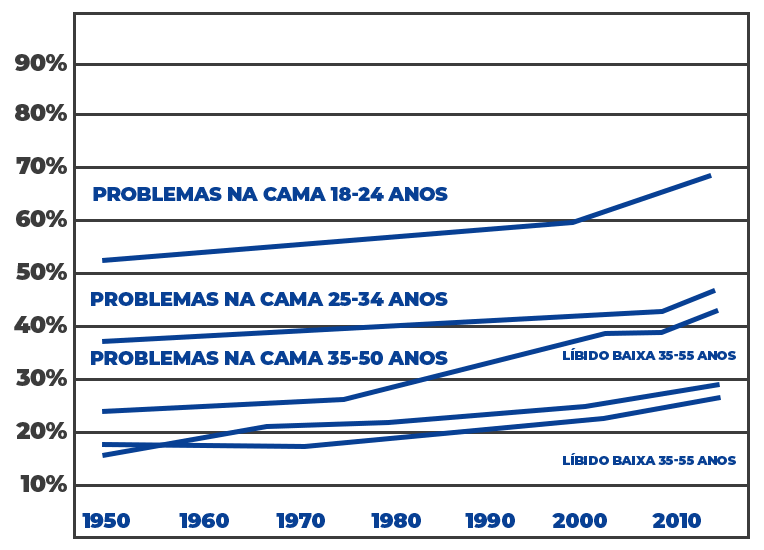 90%
80%
70%
PROBLEMAS NA CAMA 18-24 ANOS
60%
50%
PROBLEMAS NA CAMA 25-34 ANOS
40%
PROBLEMAS NA CAMA 35-50 ANOS
LÍBIDO BAIXA 35-55 ANOS
30%
20%
LÍBIDO BAIXA 35-55 ANOS
10%
1950 1960 1970 1980 1990 2000 2010